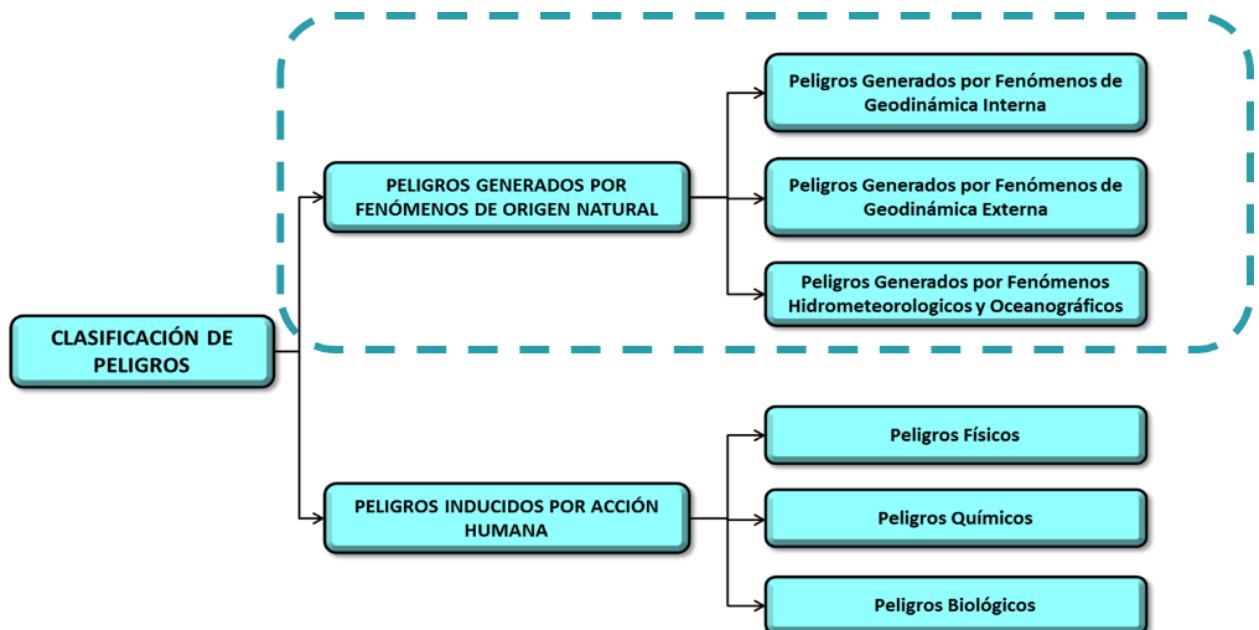 CLASIFICACIÓN DE
PELIGROS
PELIGROS GENERADOS POR
FENÓMENOS DE ORIGEN NATURAL
Peligros Generados por Fenómenos de
Geodinámica Interna
Peligros Generados por Fenómenos de
Geodinámica Externa
Peligros Generados por Fenómenos
Hidrometeorologicos y Oceanográficos
PELIGROS INDUCIDOS POR ACCIÓN
HUMANA
Peligros Físicos
Peligros Químicos
Peligros Biológicos